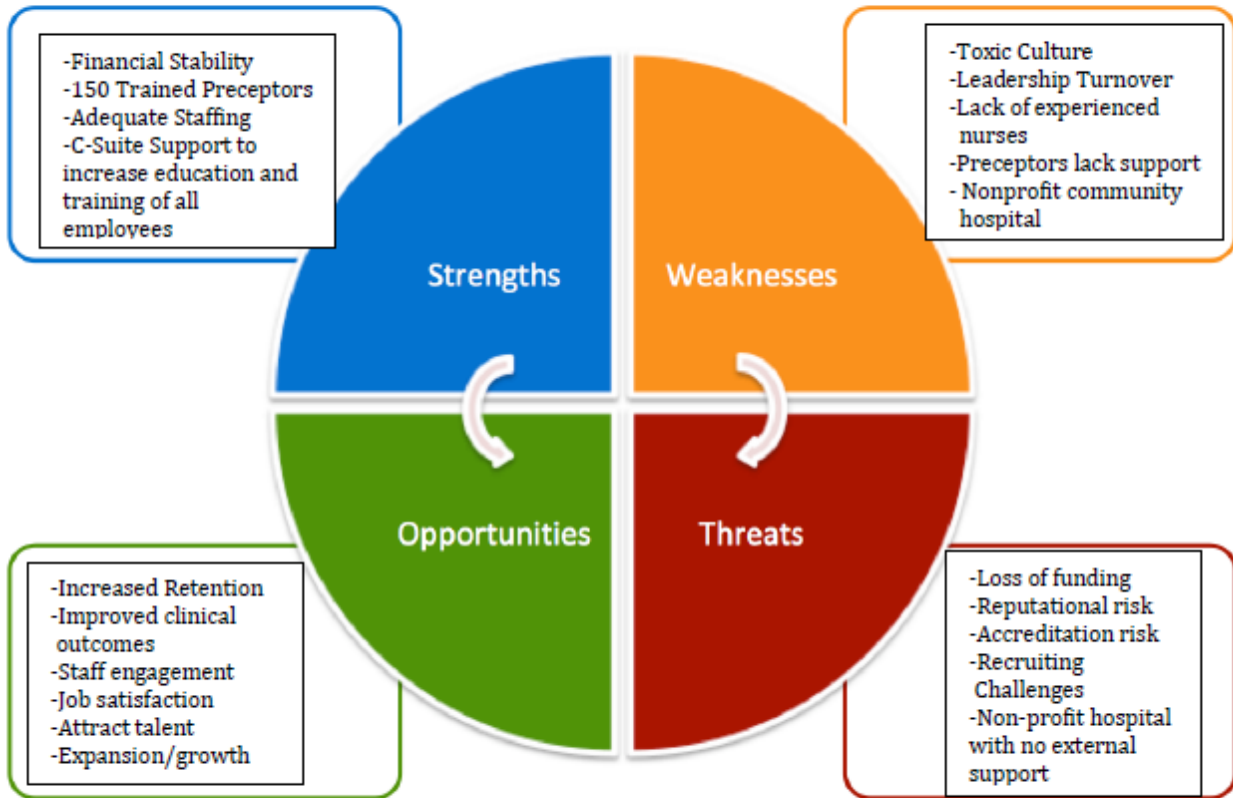 -Financial Stability
-150 Trained Preceptors
-Adequate Staffing
-C-Suite Support to
increase education and
training of all
employees
-Toxic Culture
-Leadership Turnover
-Lack of experienced
nurses
-Preceptors lack support
- Nonprofit community
hospital
Strengths
Weaknesses
Opportunities
Threats
-Increased Retention
-Improved clinical
outcomes
-Staff engagement
-Job satisfaction
-Attract talent
-Expansion/growth
-Loss of funding
-Reputational risk
-Accreditation risk
-Recruiting
Challenges
-Non-profit hospital
with no external
support